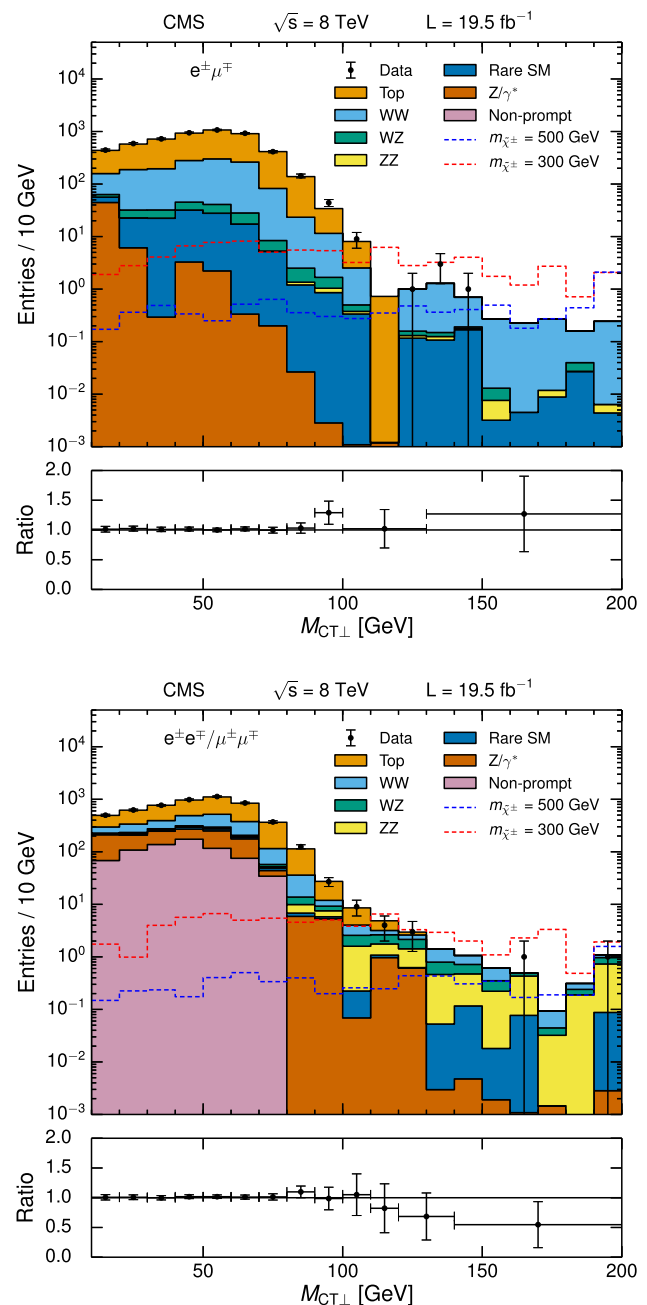 CMS √s = 8 TeV L = 19.5 fb⁻¹
e±μ∓
Data
Top
WW
WZ
ZZ
Rare SM
Z/γ*
Non-prompt
m_χ̃± = 500 GeV
m_χ̃± = 300 GeV
Entries / 10 GeV
10⁴
10³
10²
10¹
10⁰
10⁻¹
10⁻²
10⁻³
Ratio
2.0
1.5
1.0
0.5
0.0
50 100 150 200
M_CT⊥ [GeV]
CMS √s = 8 TeV L = 19.5 fb⁻¹
e±e∓/μ±μ∓
Data
Top
WW
WZ
ZZ
Rare SM
Z/γ*
Non-prompt
m_χ̃± = 500 GeV
m_χ̃± = 300 GeV
Entries / 10 GeV
10⁴
10³
10²
10¹
10⁰
10⁻¹
10⁻²
10⁻³
Ratio
2.0
1.5
1.0
0.5
0.0
50 100 150 200
M_CT⊥ [GeV]